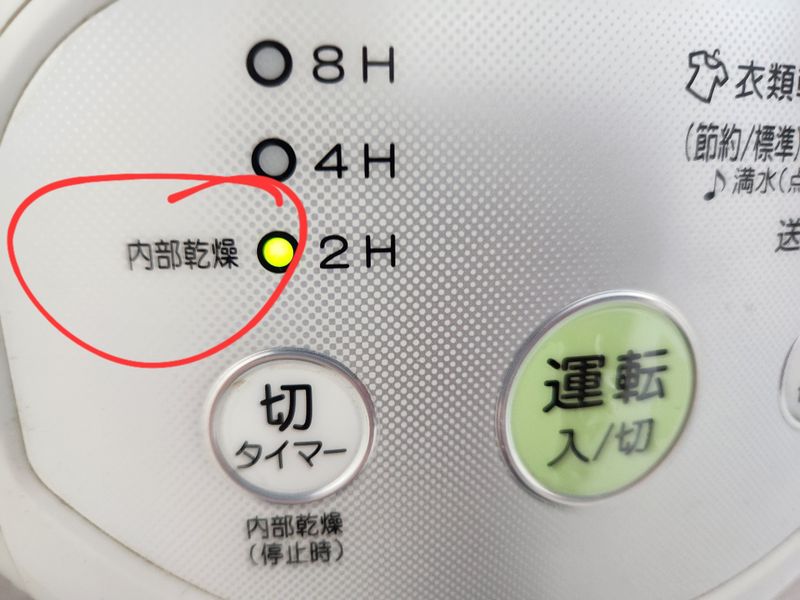 8H
4H
内部乾燥 2H
切
タイマー
内部乾燥
(停止時)
運転
入/切
衣類
(節約/標準)
♪満水(点
送